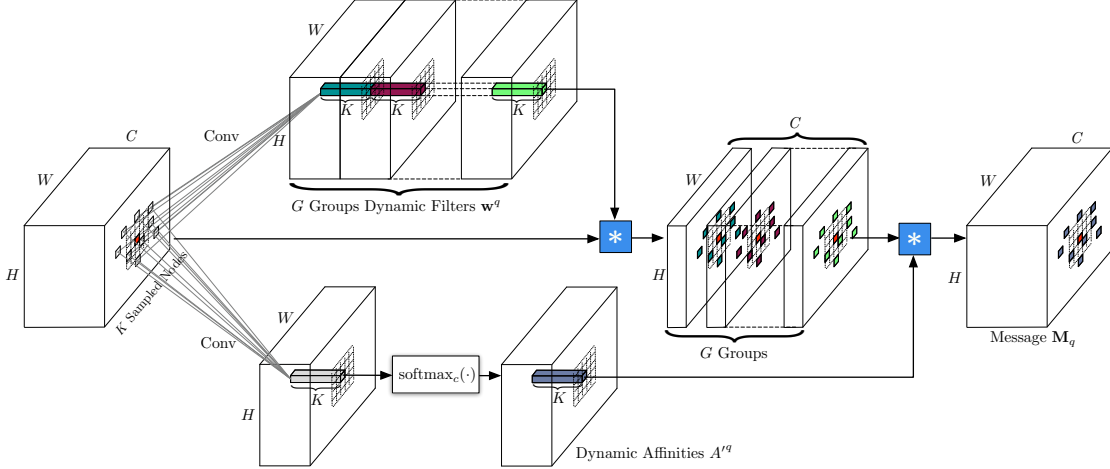 W
C
W
H
K Sampled Nodes
Conv
Conv
H
K
K
K
G Groups Dynamic Filters w^q
*
W
H
K
softmax_c(·)
K
Dynamic Affinities A'^q
C
W
H
G Groups
*
C
W
H
Message M_q